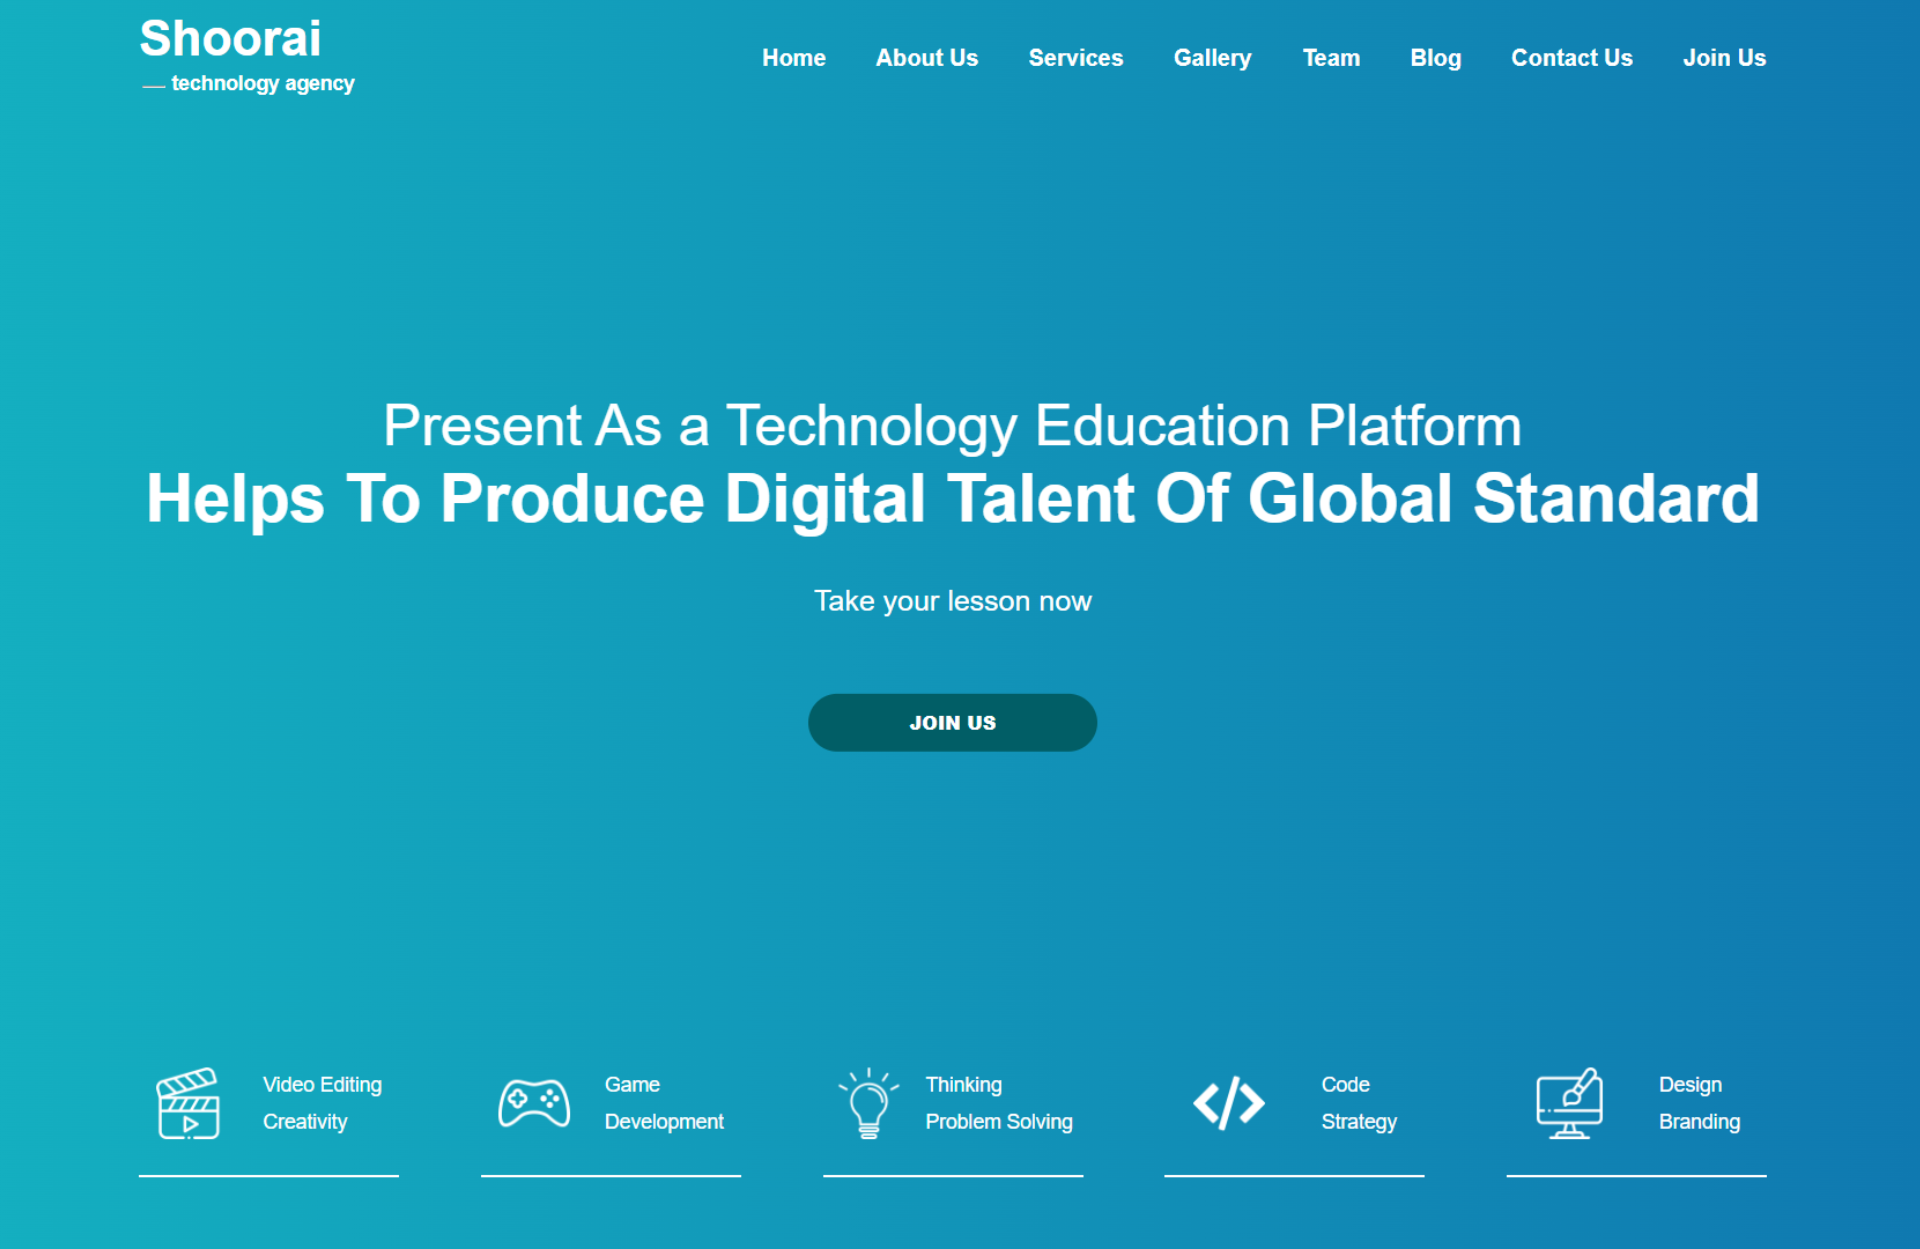 Shoorai
— technology agency
Home About Us Services Gallery Team Blog Contact Us Join Us
Present As a Technology Education Platform
Helps To Produce Digital Talent Of Global Standard
Take your lesson now
JOIN US
Video Editing
Creativity
Game
Development
Thinking
Problem Solving
Code
Strategy
Design
Branding